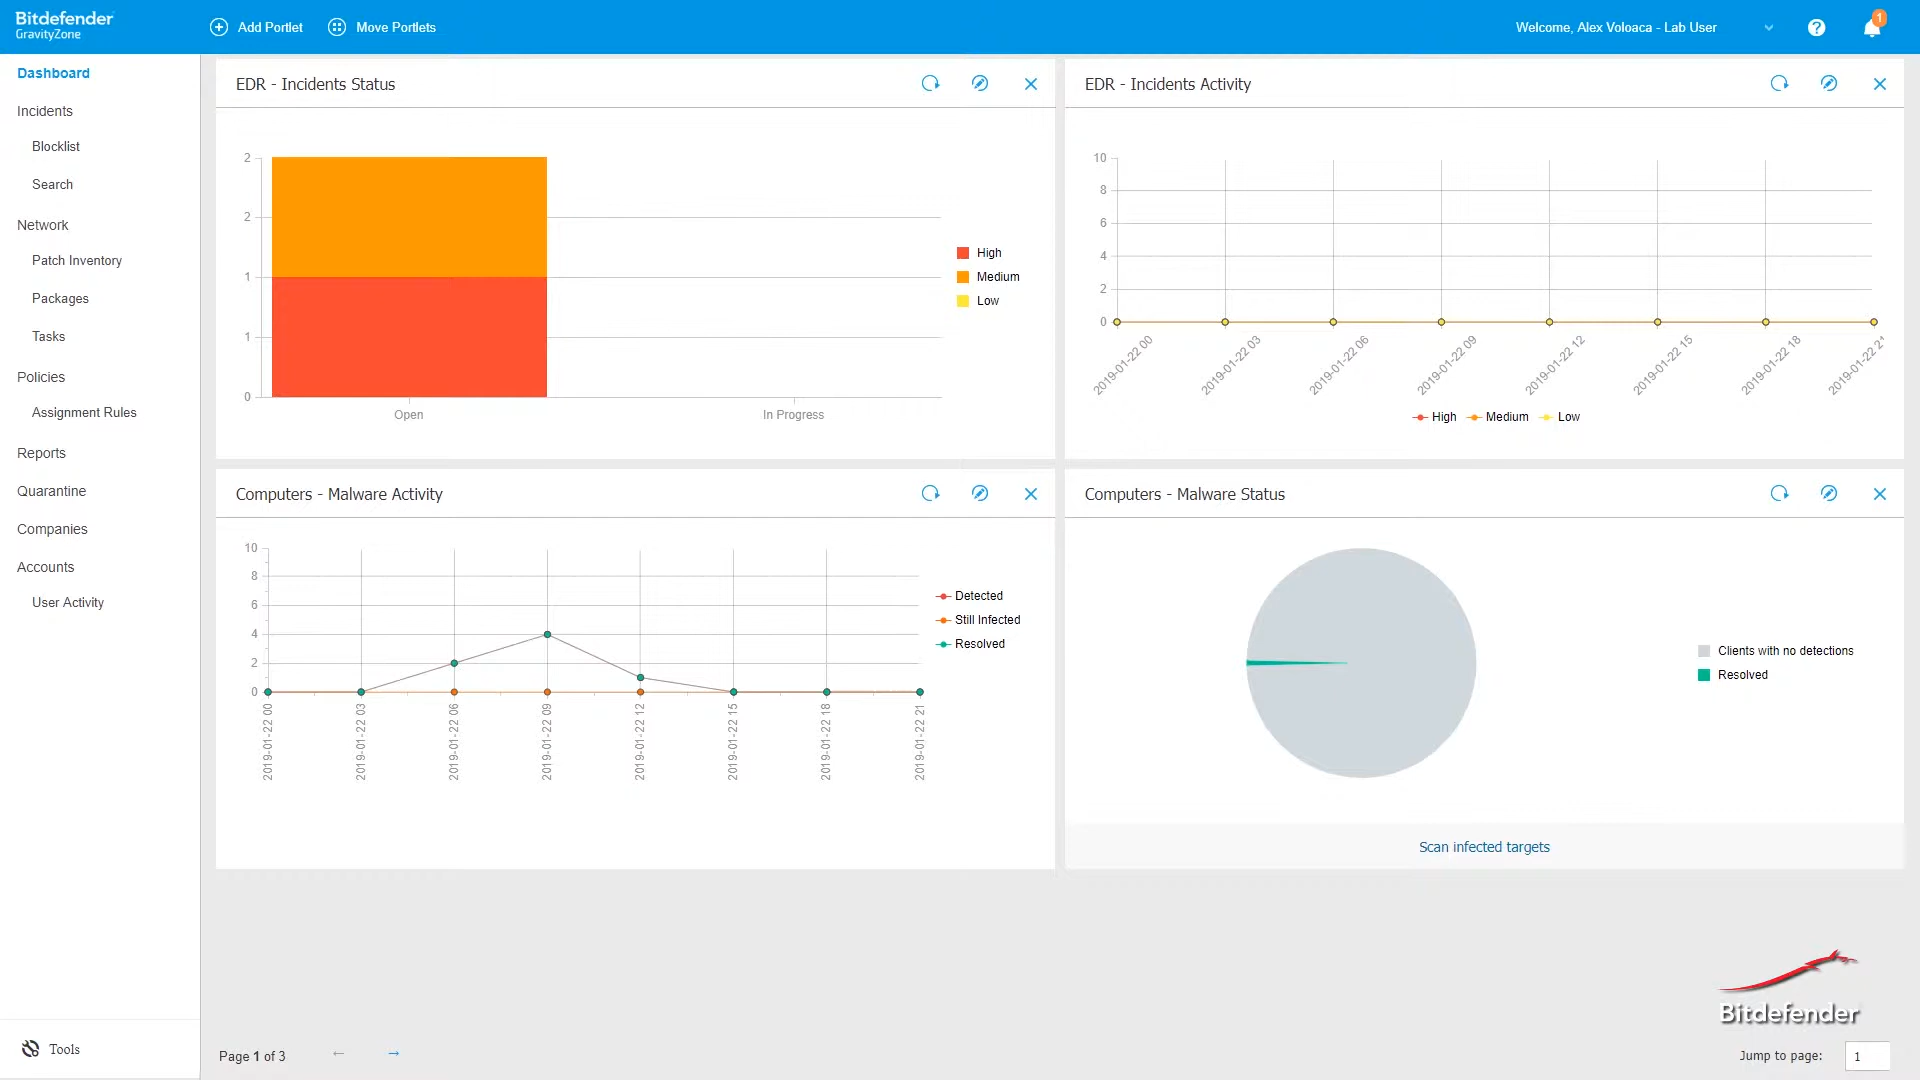 Bitdefender
GravityZone
Add Portlet
Move Portlets
Welcome, Alex Voloaca - Lab User
?
1
Dashboard
Incidents
Blocklist
Search
Network
Patch Inventory
Packages
Tasks
Policies
Assignment Rules
Reports
Quarantine
Companies
Accounts
User Activity
Tools
EDR - Incidents Status
2
2
1
1
0
Open
In Progress
High
Medium
Low
EDR - Incidents Activity
10
8
6
4
2
0
2019-01-22 00
2019-01-22 03
2019-01-22 06
2019-01-22 09
2019-01-22 12
2019-01-22 15
2019-01-22 18
2019-01-22 2
High Medium Low
Computers - Malware Activity
10
8
6
4
2
0
2019-01-22 00
2019-01-22 03
2019-01-22 06
2019-01-22 09
2019-01-22 12
2019-01-22 15
2019-01-22 18
2019-01-22 21
Detected
Still Infected
Resolved
Computers - Malware Status
Clients with no detections
Resolved
Scan infected targets
Bitdefender
Page 1 of 3
Jump to page: 1